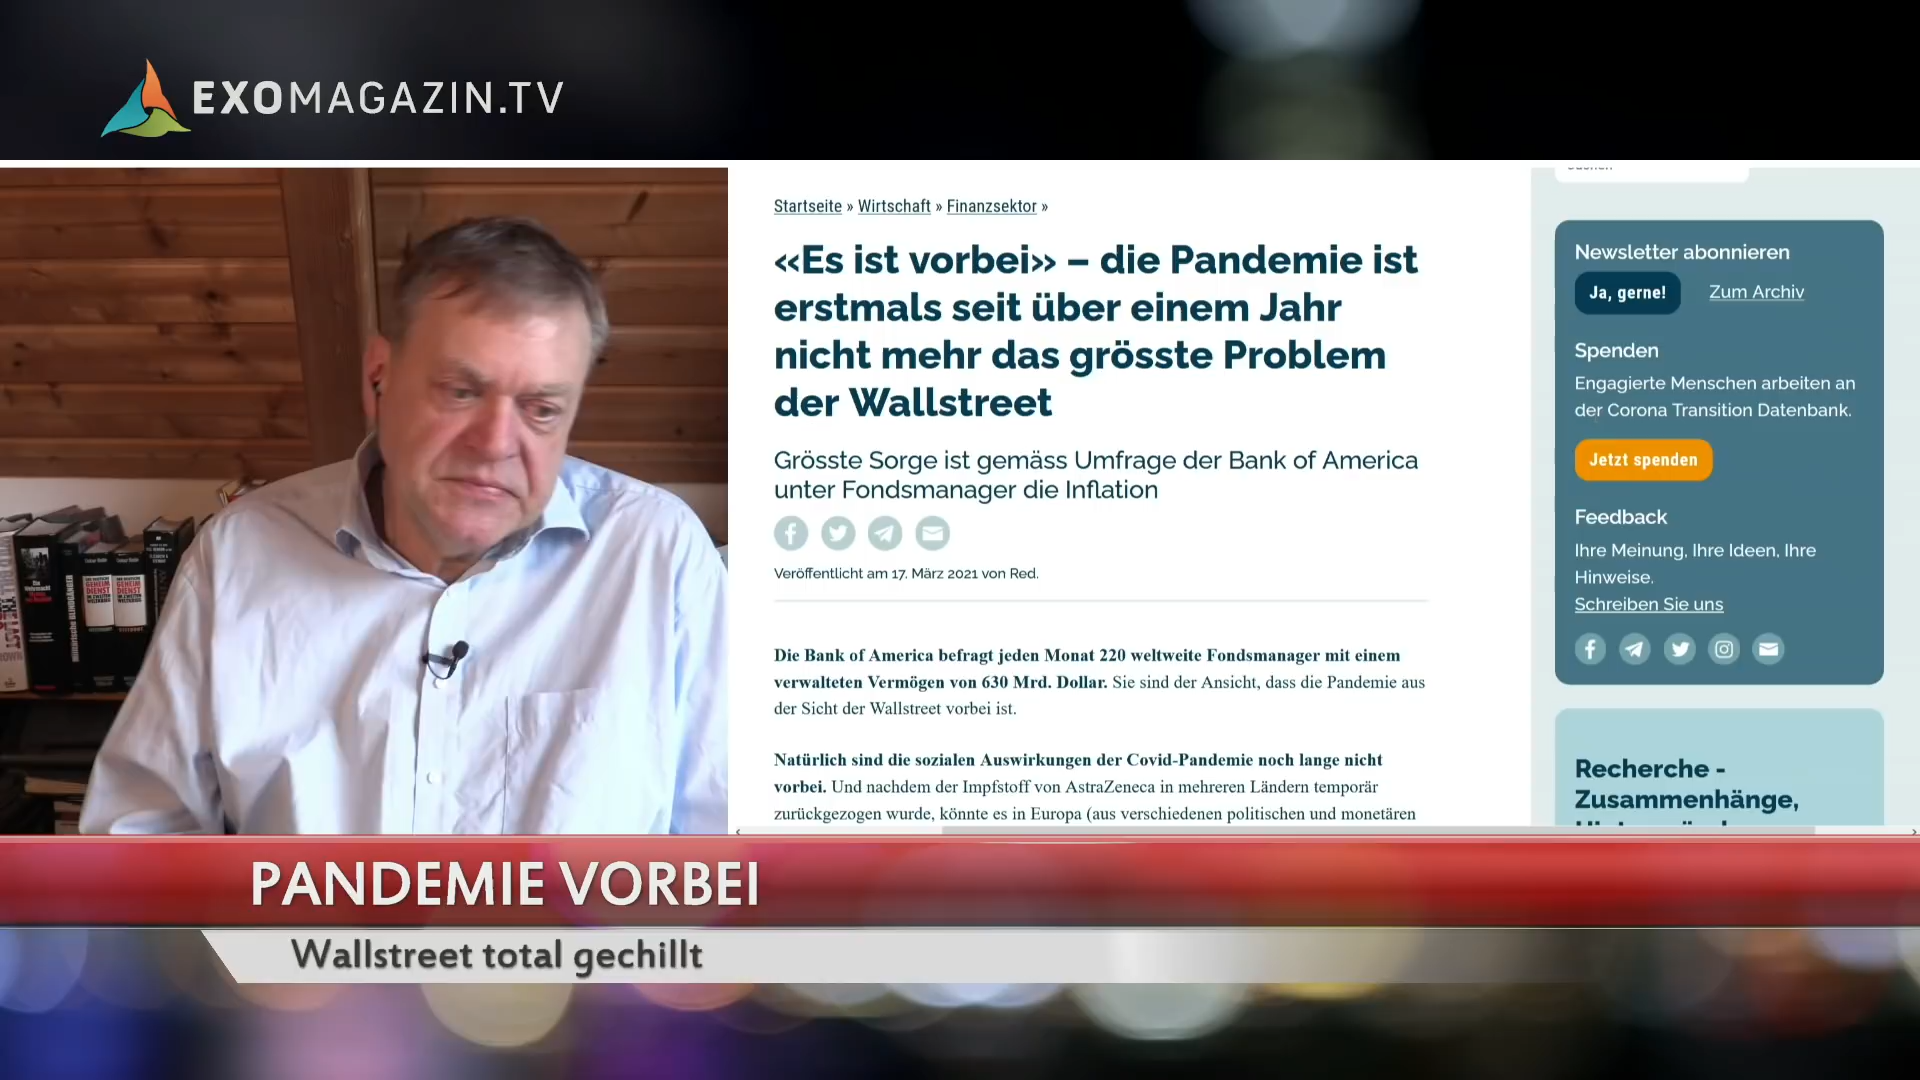 EXOMAGAZIN.TV
Startseite » Wirtschaft » Finanzsektor »
«Es ist vorbei» – die Pandemie ist
erstmals seit über einem Jahr
nicht mehr das grösste Problem
der Wallstreet
Grösste Sorge ist gemäss Umfrage der Bank of America
unter Fondsmanager die Inflation
Veröffentlicht am 17. März 2021 von Red.
Die Bank of America befragt jeden Monat 220 weltweite Fondsmanager mit einem
verwalteten Vermögen von 630 Mrd. Dollar. Sie sind der Ansicht, dass die Pandemie aus
der Sicht der Wallstreet vorbei ist.
Natürlich sind die sozialen Auswirkungen der Covid-Pandemie noch lange nicht
vorbei. Und nachdem der Impfstoff von AstraZeneca in mehreren Ländern temporär
zurückgezogen wurde, könnte es in Europa (aus verschiedenen politischen und monetären
Newsletter abonnieren
Ja, gerne! Zum Archiv
Spenden
Engagierte Menschen arbeiten an
der Corona Transition Datenbank.
Jetzt spenden
Feedback
Ihre Meinung, Ihre Ideen, Ihre
Hinweise.
Schreiben Sie uns
Recherche -
Zusammenhänge,
GEHEIM
DIENST
GEHEIM
DIENST
PANDEMIE VORBEI
Wallstreet total gechillt